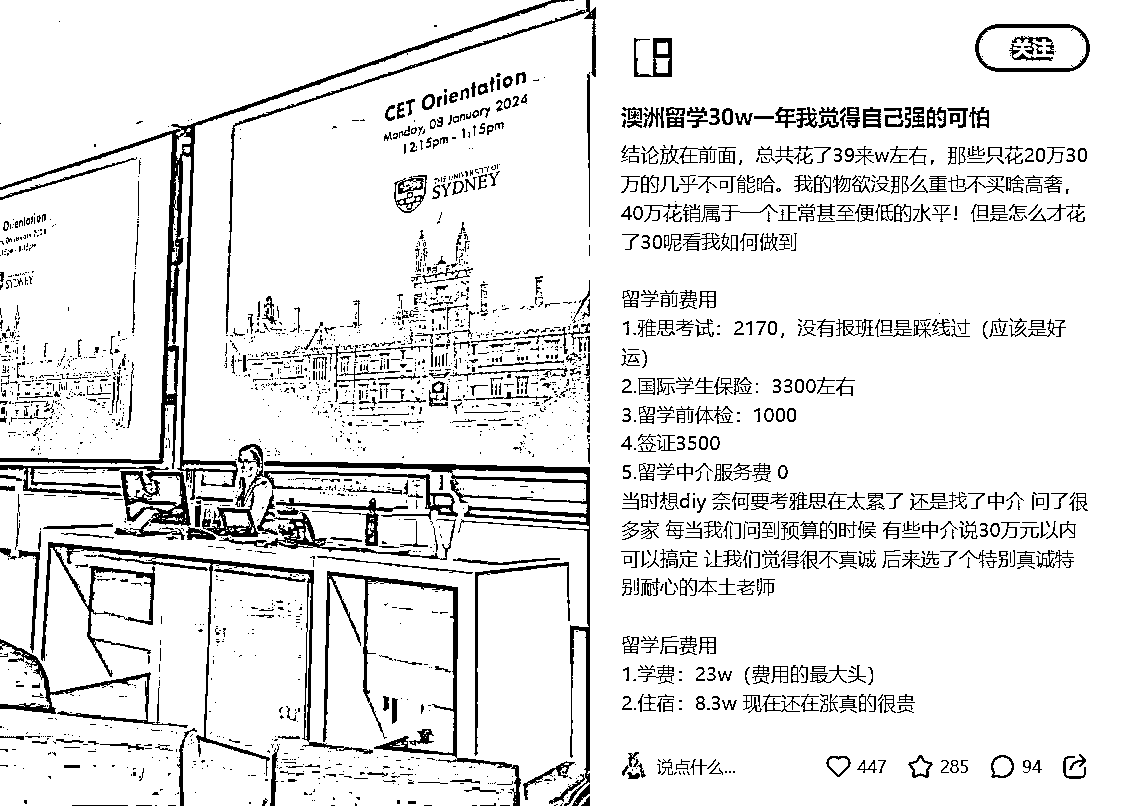 CET Orientation
Monday, 08 January 2024
12:15pm - 1:15pm
THE UNIVERSITY OF
SYDNEY
Orientation
SYDNEY
关注
澳洲留学30w一年我觉得自己强的可怕
结论放在前面，总共花了39来w左右，那些只花20万30
万的几乎不可能哈。我的物欲没那么重也不买啥高奢，
40万花销属于一个正常甚至便低的水平！但是怎么才花
了30呢看我如何做到
留学前费用
1.雅思考试：2170，没有报班但是踩线过（应该是好
运）
2.国际学生保险：3300左右
3.留学前体检：1000
4.签证3500
5.留学中介服务费 0
当时想diy 奈何要考雅思在太累了 还是找了中介 问了很
多家 每当我们问到预算的时候 有些中介说30万元以内
可以搞定 让我们觉得很不真诚 后来选了个特别真诚特
别耐心的本土老师
留学后费用
1.学费：23w（费用的最大头）
2.住宿：8.3w 现在还在涨真的很贵
说点什么...
447
285
94